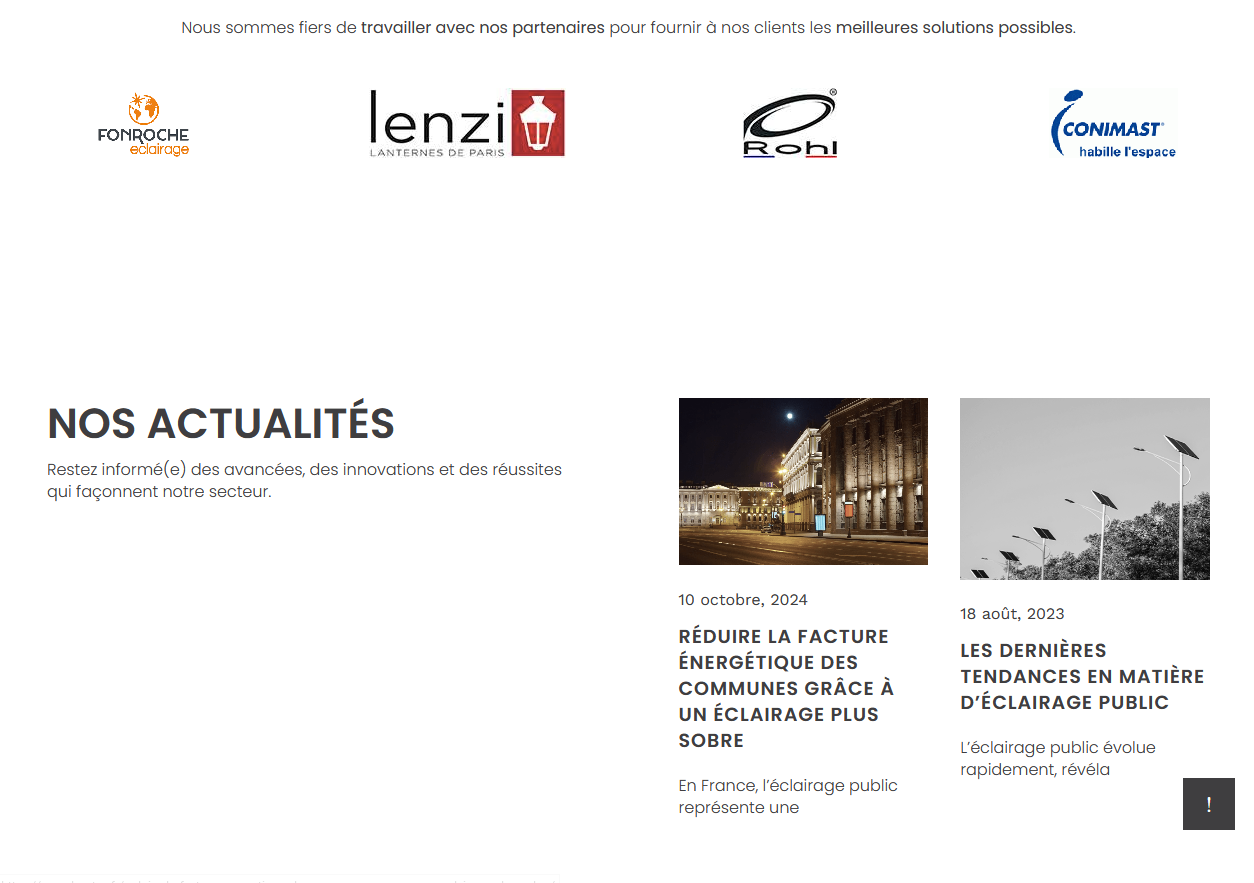 Nous sommes fiers de travailler avec nos partenaires pour fournir à nos clients les meilleures solutions possibles.
FONROCHE
éclairage
lenzi
LANTERNES DE PARIS
Rohl
®
CONIMAST®
habille l'espace
NOS ACTUALITÉS
Restez informé(e) des avancées, des innovations et des réussites
qui façonnent notre secteur.
10 octobre, 2024
RÉDUIRE LA FACTURE
ÉNERGÉTIQUE DES
COMMUNES GRÂCE À
UN ÉCLAIRAGE PLUS
SOBRE
En France, l’éclairage public
représente une
18 août, 2023
LES DERNIÈRES
TENDANCES EN MATIÈRE
D’ÉCLAIRAGE PUBLIC
L’éclairage public évolue
rapidement, révéla
!